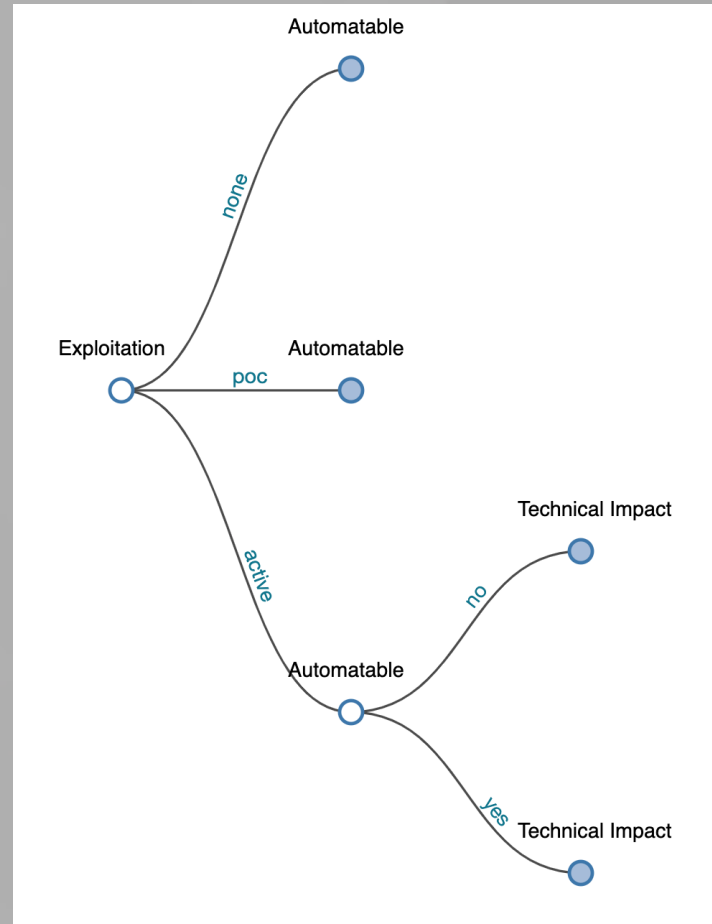 Automatable
none
Exploitation
Automatable
poc
Technical Impact
active
no
Automatable
yes
Technical Impact